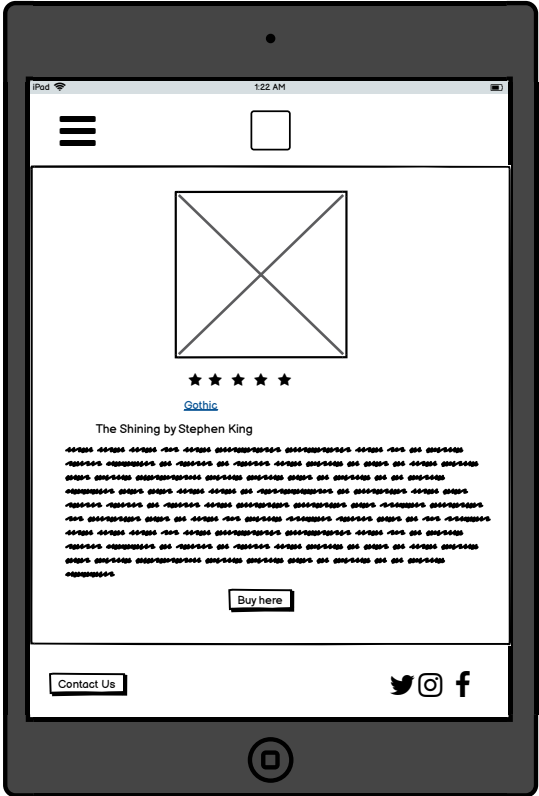 iPad
1:22 AM
Gothic
The Shining by Stephen King
Buy here
Contact Us